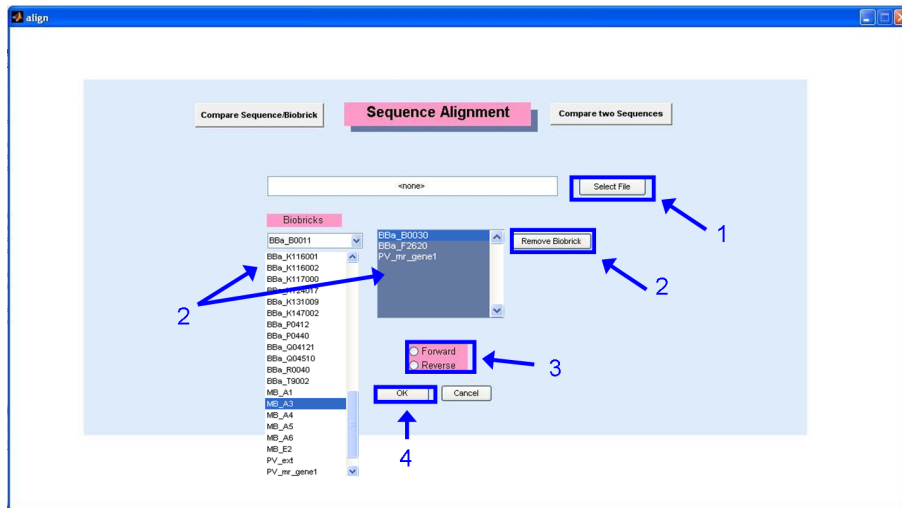 align
Compare Sequence/Biobrick
Sequence Alignment
Compare two Sequences
<none>
Select File
1
Biobricks
BBa_B0011
BBa_B0030
BBa_F2620
PV_mr_gene1
Remove Biobrick
2
2
BBa_K116001
BBa_K116002
BBa_K117000
BBa_K124017
BBa_K131009
BBa_K147002
BBa_P0412
BBa_P0440
BBa_Q04121
BBa_Q04510
BBa_R0040
BBa_T9002
MB_A1
MB_A3
MB_A4
MB_A5
MB_A6
MB_E2
PV_ext
PV_mr_gene1
Forward
Reverse
3
OK
Cancel
4